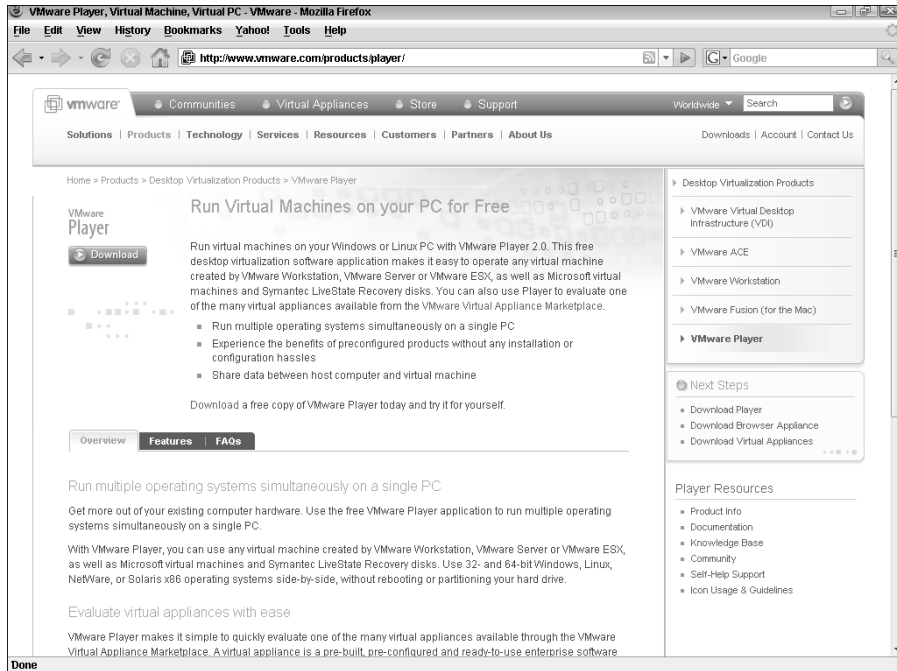 VMware Player, Virtual Machine, Virtual PC - VMware - Mozilla Firefox
File Edit View History Bookmarks Yahoo! Tools Help
http://www.vmware.com/products/player/
G Google
vmware Communities Virtual Appliances Store Support Worldwide Search
Solutions | Products | Technology | Services | Resources | Customers | Partners | About Us Downloads | Account | Contact Us
Home > Products > Desktop Virtualization Products > VMware Player
VMware
Player
Download
Run Virtual Machines on your PC for Free
Run virtual machines on your Windows or Linux PC with VMware Player 2.0. This free
desktop virtualization software application makes it easy to operate any virtual machine
created by VMware Workstation, VMware Server or VMware ESX, as well as Microsoft virtual
machines and Symantec LiveState Recovery disks. You can also use Player to evaluate one
of the many virtual appliances available from the VMware Virtual Appliance Marketplace.
Run multiple operating systems simultaneously on a single PC
Experience the benefits of preconfigured products without any installation or
configuration hassles
Share data between host computer and virtual machine
Download a free copy of VMware Player today and try it for yourself.
Overview Features | FAQs
Run multiple operating systems simultaneously on a single PC
Get more out of your existing computer hardware. Use the free VMware Player application to run multiple operating
systems simultaneously on a single PC.
With VMware Player, you can use any virtual machine created by VMware Workstation, VMware Server or VMware ESX,
as well as Microsoft virtual machines and Symantec LiveState Recovery disks. Use 32- and 64-bit Windows, Linux,
NetWare, or Solaris x86 operating systems side-by-side, without rebooting or partitioning your hard drive.
Evaluate virtual appliances with ease
VMware Player makes it simple to quickly evaluate one of the many virtual appliances available through the VMware
Virtual Appliance Marketplace. A virtual appliance is a pre-built, pre-configured and ready-to-use enterprise software
Desktop Virtualization Products
VMware Virtual Desktop
Infrastructure (VDI)
VMware ACE
VMware Workstation
VMware Fusion (for the Mac)
VMware Player
Next Steps
Download Player
Download Browser Appliance
Download Virtual Appliances
Player Resources
Product Info
Documentation
Knowledge Base
Community
Self-Help Support
Icon Usage & Guidelines
Done